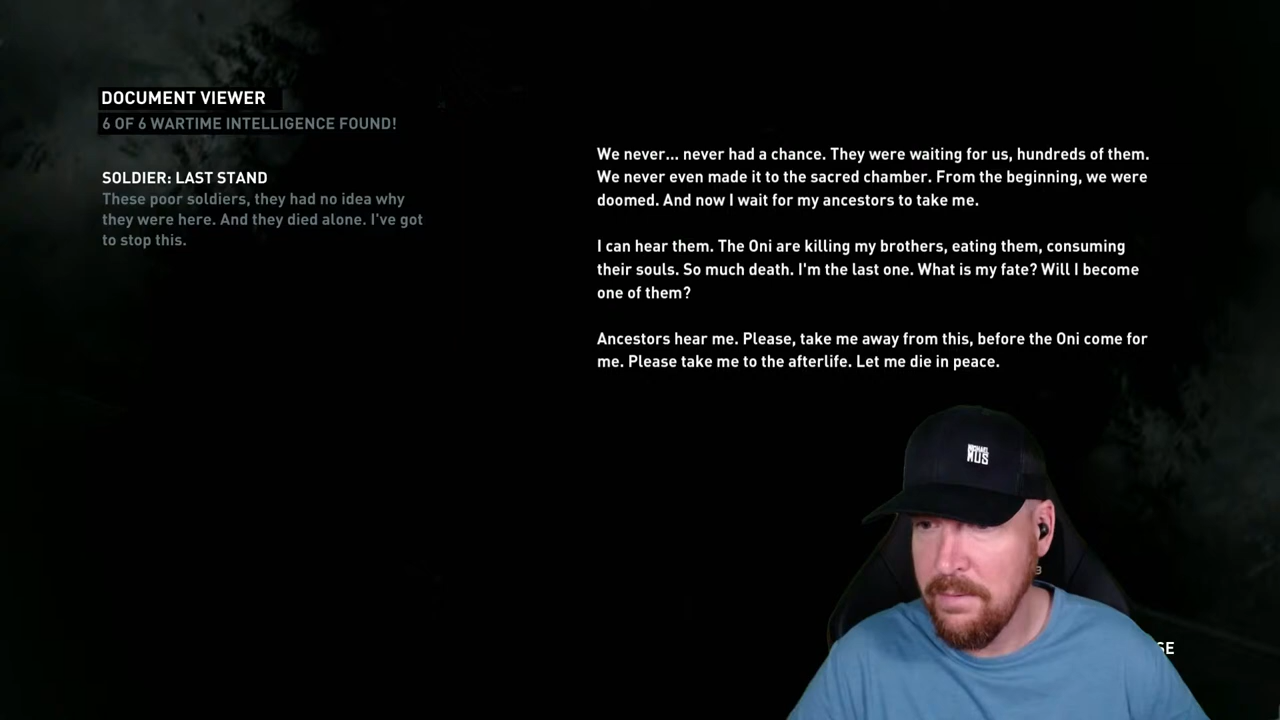 DOCUMENT VIEWER
6 OF 6 WARTIME INTELLIGENCE FOUND!
SOLDIER: LAST STAND
These poor soldiers, they had no idea why
they were here. And they died alone. I've got
to stop this.
We never... never had a chance. They were waiting for us, hundreds of them.
We never even made it to the sacred chamber. From the beginning, we were
doomed. And now I wait for my ancestors to take me.
I can hear them. The Oni are killing my brothers, eating them, consuming
their souls. So much death. I'm the last one. What is my fate? Will I become
one of them?
Ancestors hear me. Please, take me away from this, before the Oni come for
me. Please take me to the afterlife. Let me die in peace.
MUS
SE